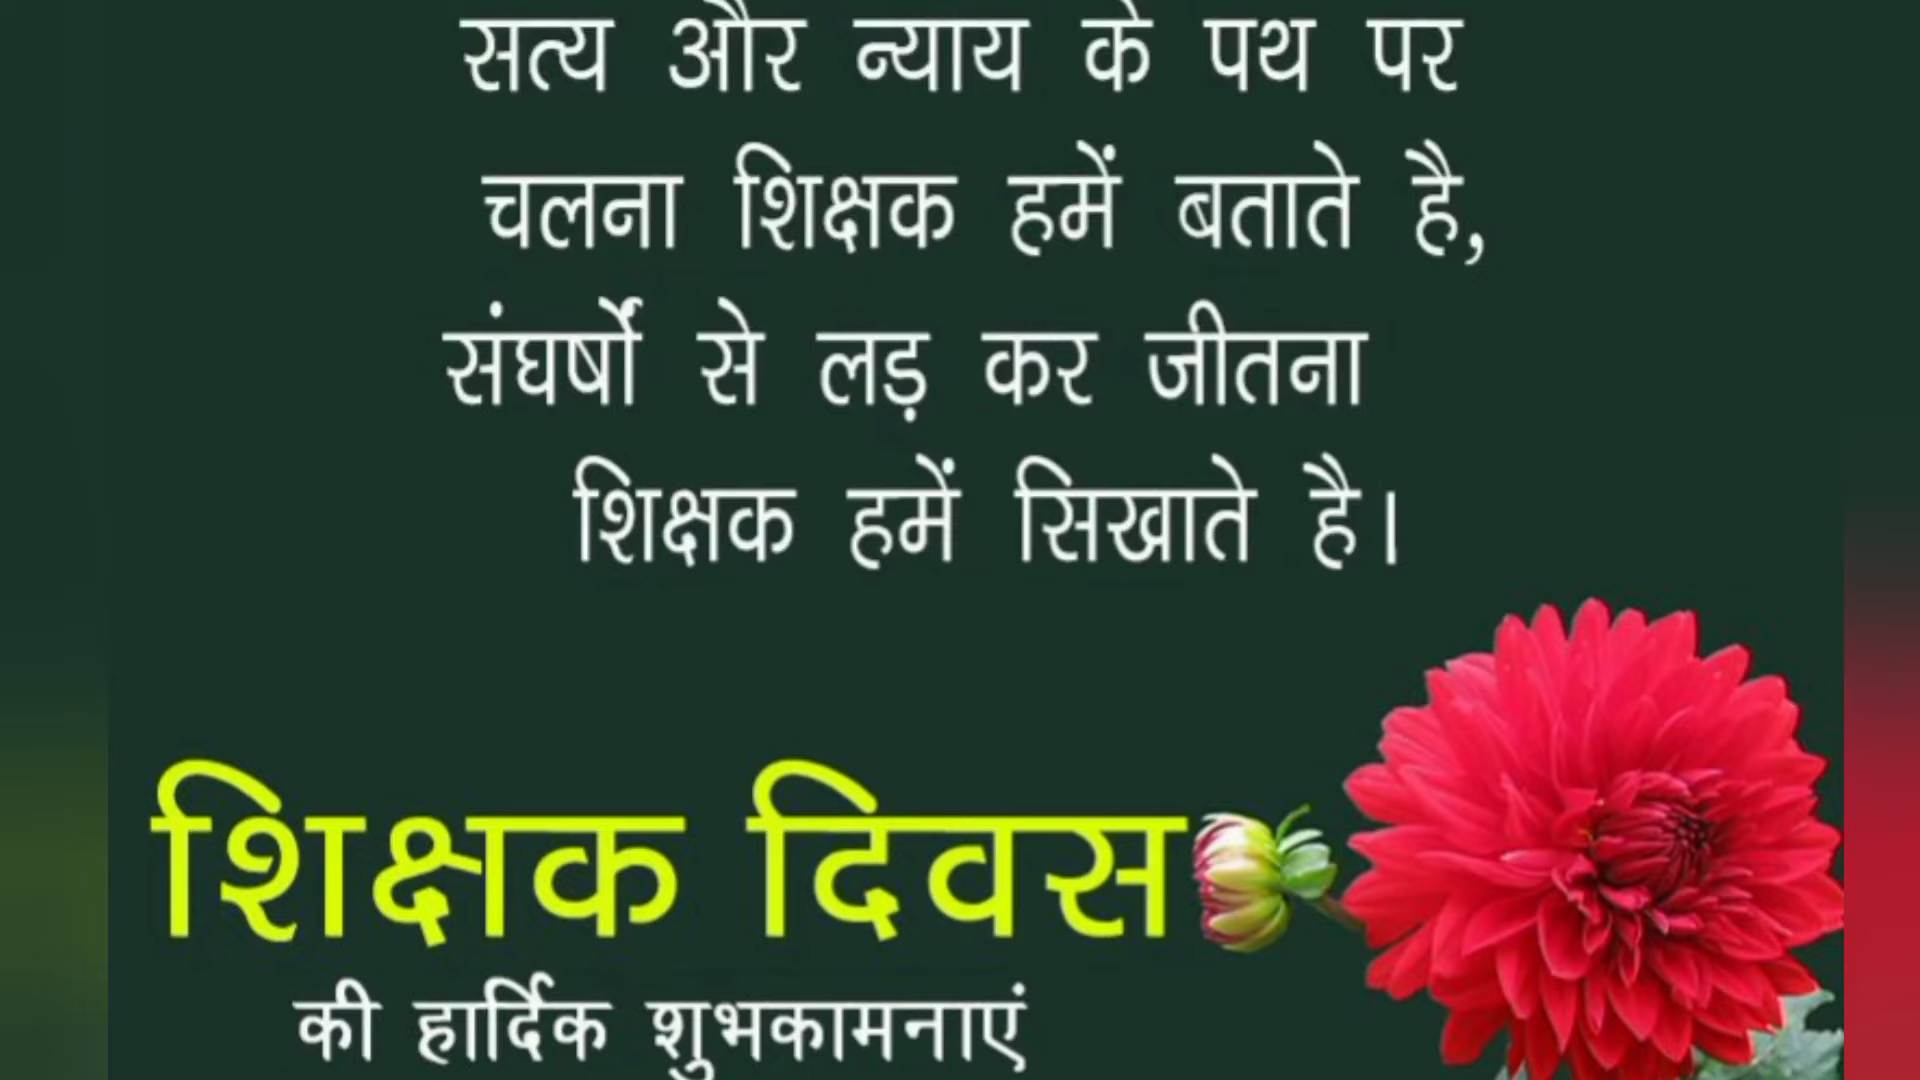 सत्य और न्याय के पथ पर
चलना शिक्षक हमें बताते है,
संघर्षों से लड़ कर जीतना
शिक्षक हमें सिखाते है।
शिक्षक दिवस
की हार्दिक शुभकामनाएं